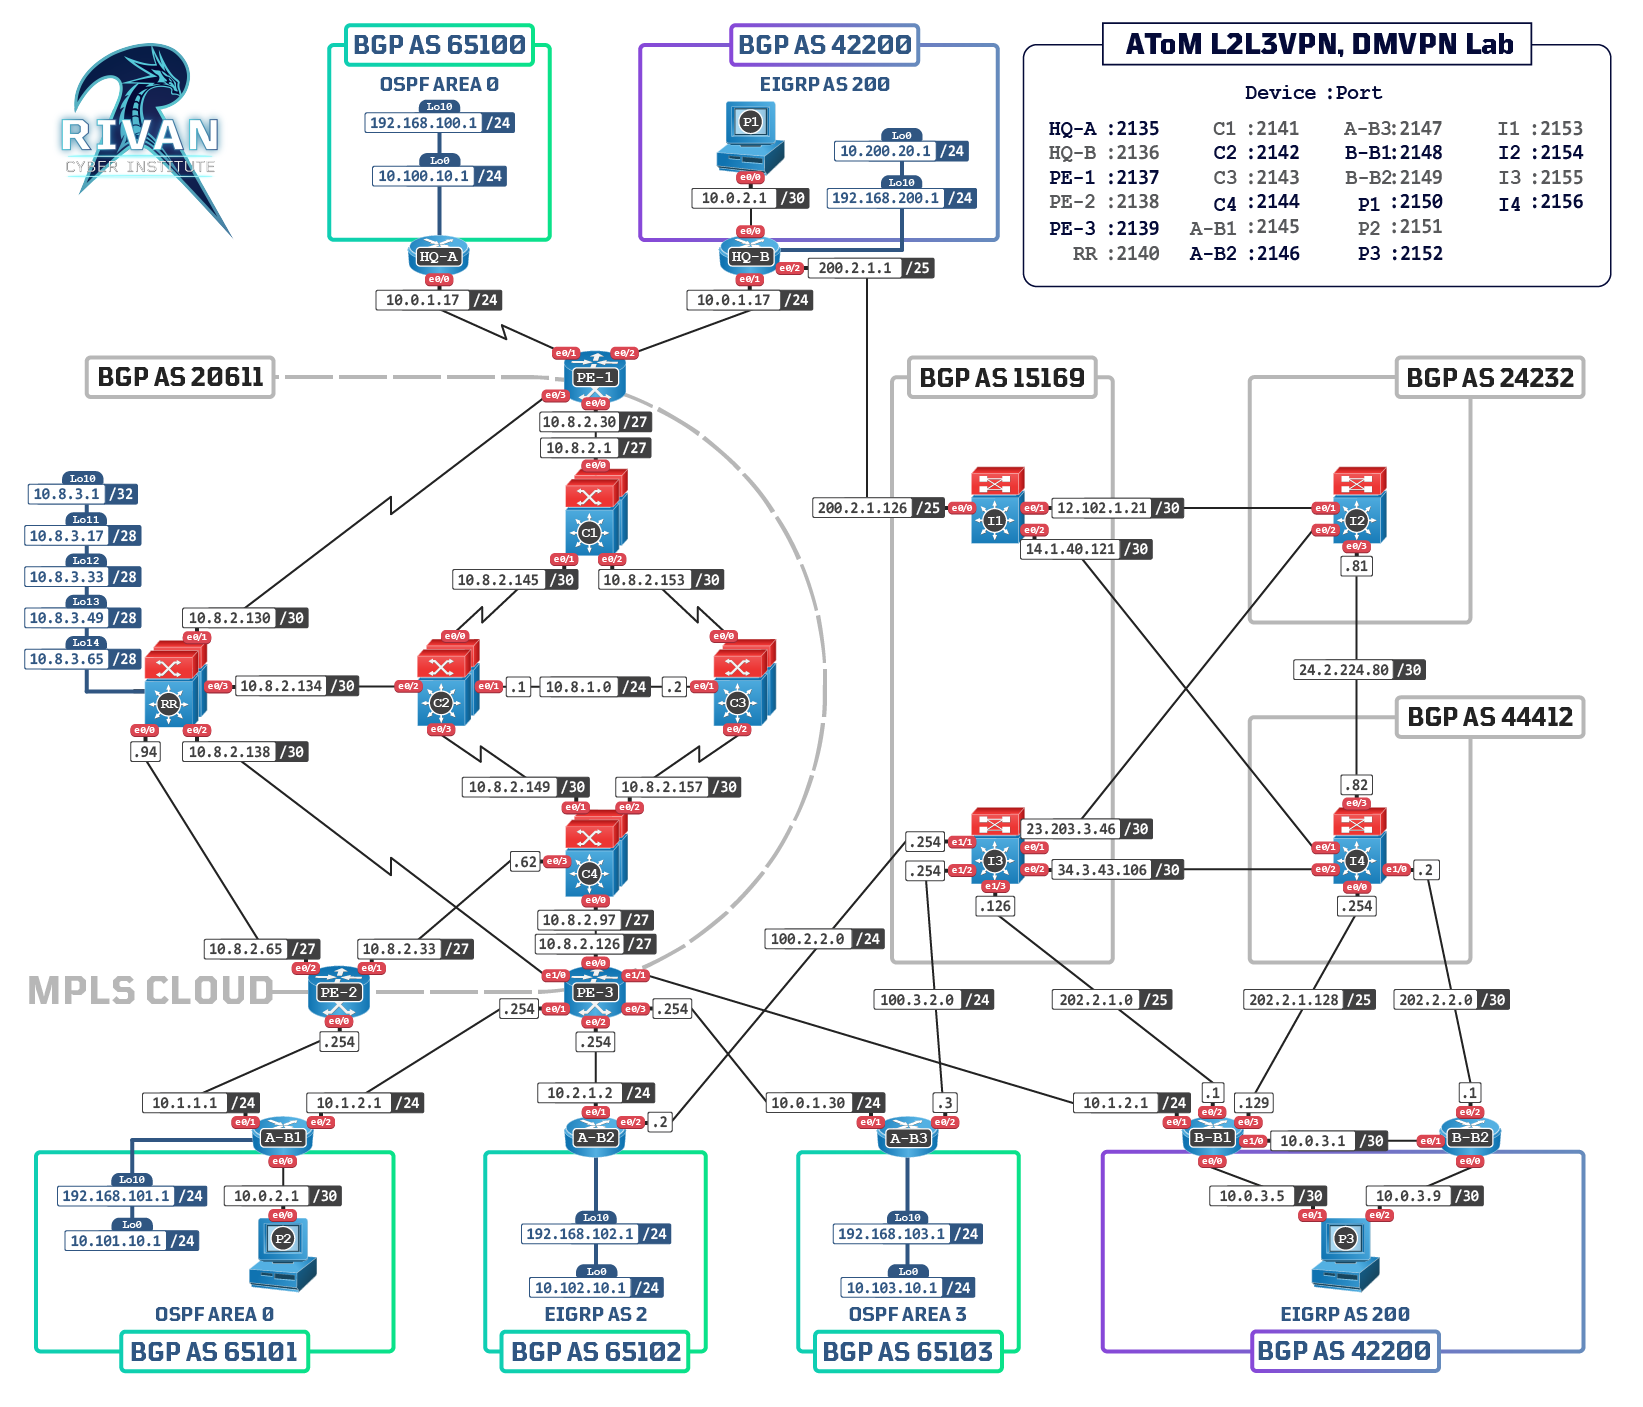 RIVAN
CYBER INSTITUTE
BGP AS 65100
OSPF AREA 0
Lo10
192.168.100.1 /24
Lo0
10.100.10.1 /24
HQ-A
e0/0
10.0.1.17 /24
BGP AS 42200
EIGRP AS 200
P1
e0/0
10.0.2.1 /30
e0/0
Lo0
10.200.20.1 /24
Lo10
192.168.200.1 /24
HQ-B
e0/2
200.2.1.1 /25
e0/1
10.0.1.17 /24
AToM L2L3VPN, DMVPN Lab
Device :Port
HQ-A :2135 C1 :2141 A-B3:2147 I1 :2153
HQ-B :2136 C2 :2142 B-B1:2148 I2 :2154
PE-1 :2137 C3 :2143 B-B2:2149 I3 :2155
PE-2 :2138 C4 :2144 P1 :2150 I4 :2156
PE-3 :2139 A-B1 :2145 P2 :2151
RR :2140 A-B2 :2146 P3 :2152
BGP AS 20611
e0/1
e0/2
PE-1
e0/3
e0/0
10.8.2.30 /27
10.8.2.1 /27
e0/0
C1
e0/1
e0/2
10.8.2.145 /30
10.8.2.153 /30
Lo10
10.8.3.1 /32
Lo11
10.8.3.17 /28
Lo12
10.8.3.33 /28
Lo13
10.8.3.49 /28
Lo14
10.8.3.65 /28
10.8.2.130 /30
e0/1
RR
e0/3
10.8.2.134 /30
e0/0
e0/2
.94
10.8.2.138 /30
e0/0
e0/2
C2
e0/1
.1
10.8.1.0 /24
.2
e0/3
e0/0
e0/1
C3
e0/2
10.8.2.149 /30
10.8.2.157 /30
e0/1
e0/2
.62
e0/3
C4
e0/0
10.8.2.97 /27
10.8.2.126 /27
10.8.2.65 /27
10.8.2.33 /27
MPLS CLOUD
e0/2
e0/1
PE-2
e0/0
.254
e0/0
e1/0
e1/1
PE-3
.254
e0/1
e0/2
e0/3
.254
.254
BGP AS 15169
200.2.1.126 /25
e0/0
I1
e0/1
12.102.1.21 /30
e0/2
14.1.40.121 /30
BGP AS 24232
e0/1
e0/2
I2
e0/3
.81
24.2.224.80 /30
BGP AS 44412
.82
e0/3
.254
e1/1
23.203.3.46 /30
e0/1
.254
e1/2
I3
e0/2
34.3.43.106 /30
e1/3
.126
e0/1
e0/2
I4
e1/0
.2
e0/0
.254
100.2.2.0 /24
100.3.2.0 /24
202.2.1.0 /25
202.2.1.128 /25
202.2.2.0 /30
10.1.1.1 /24
10.1.2.1 /24
e0/1
e0/2
A-B1
e0/0
Lo10
192.168.101.1 /24
Lo0
10.101.10.1 /24
10.0.2.1 /30
e0/0
P2
OSPF AREA 0
BGP AS 65101
10.2.1.2 /24
e0/1
e0/2
.2
A-B2
Lo10
192.168.102.1 /24
Lo0
10.102.10.1 /24
EIGRP AS 2
BGP AS 65102
10.0.1.30 /24
.3
e0/1
e0/2
A-B3
Lo10
192.168.103.1 /24
Lo0
10.103.10.1 /24
OSPF AREA 3
BGP AS 65103
10.1.2.1 /24
.1
.129
e0/1
e0/2
e0/3
B-B1
e1/0
10.0.3.1 /30
e0/0
.1
e0/2
e0/1
B-B2
e0/0
10.0.3.5 /30
10.0.3.9 /30
e0/1
e0/2
P3
EIGRP AS 200
BGP AS 42200